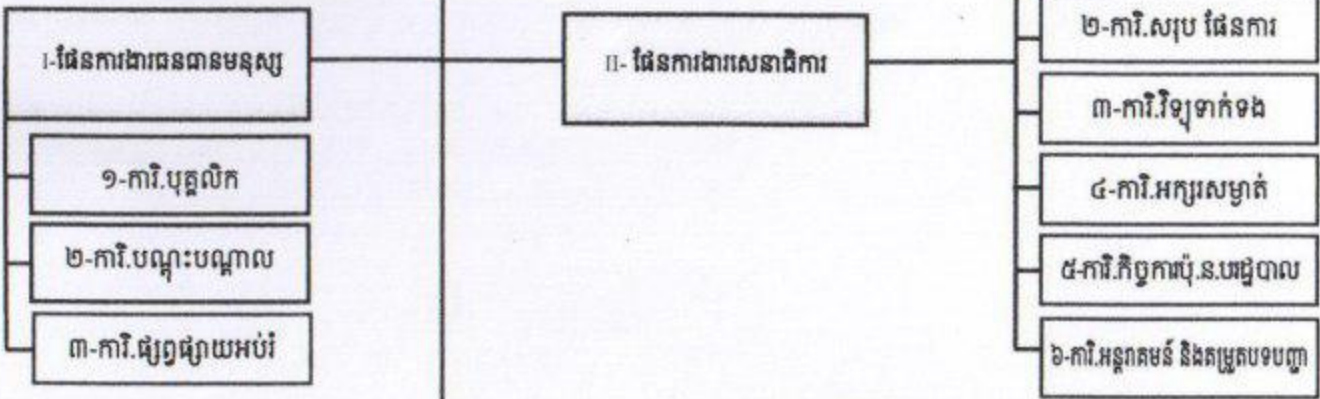 I-ផែនការងារធនធានមនុស្ស
១-ការិ.បុគ្គលិក
២-ការិ.បណ្តុះបណ្តាល
៣-ការិ.ផ្សព្វផ្សាយអប់រំ
II- ផែនការងារសេនាធិការ
២-ការិ.សរុប ផែនការ
៣-ការិ.វិទ្យុទាក់ទង
៤-ការិ.អក្សរសម្ងាត់
៥-ការិ.កិច្ចការប៉ុ.ន.បរដ្ឋបាល
៦-ការិ.អន្តរាគមន៍ និងតម្រួតបទបញ្ជា